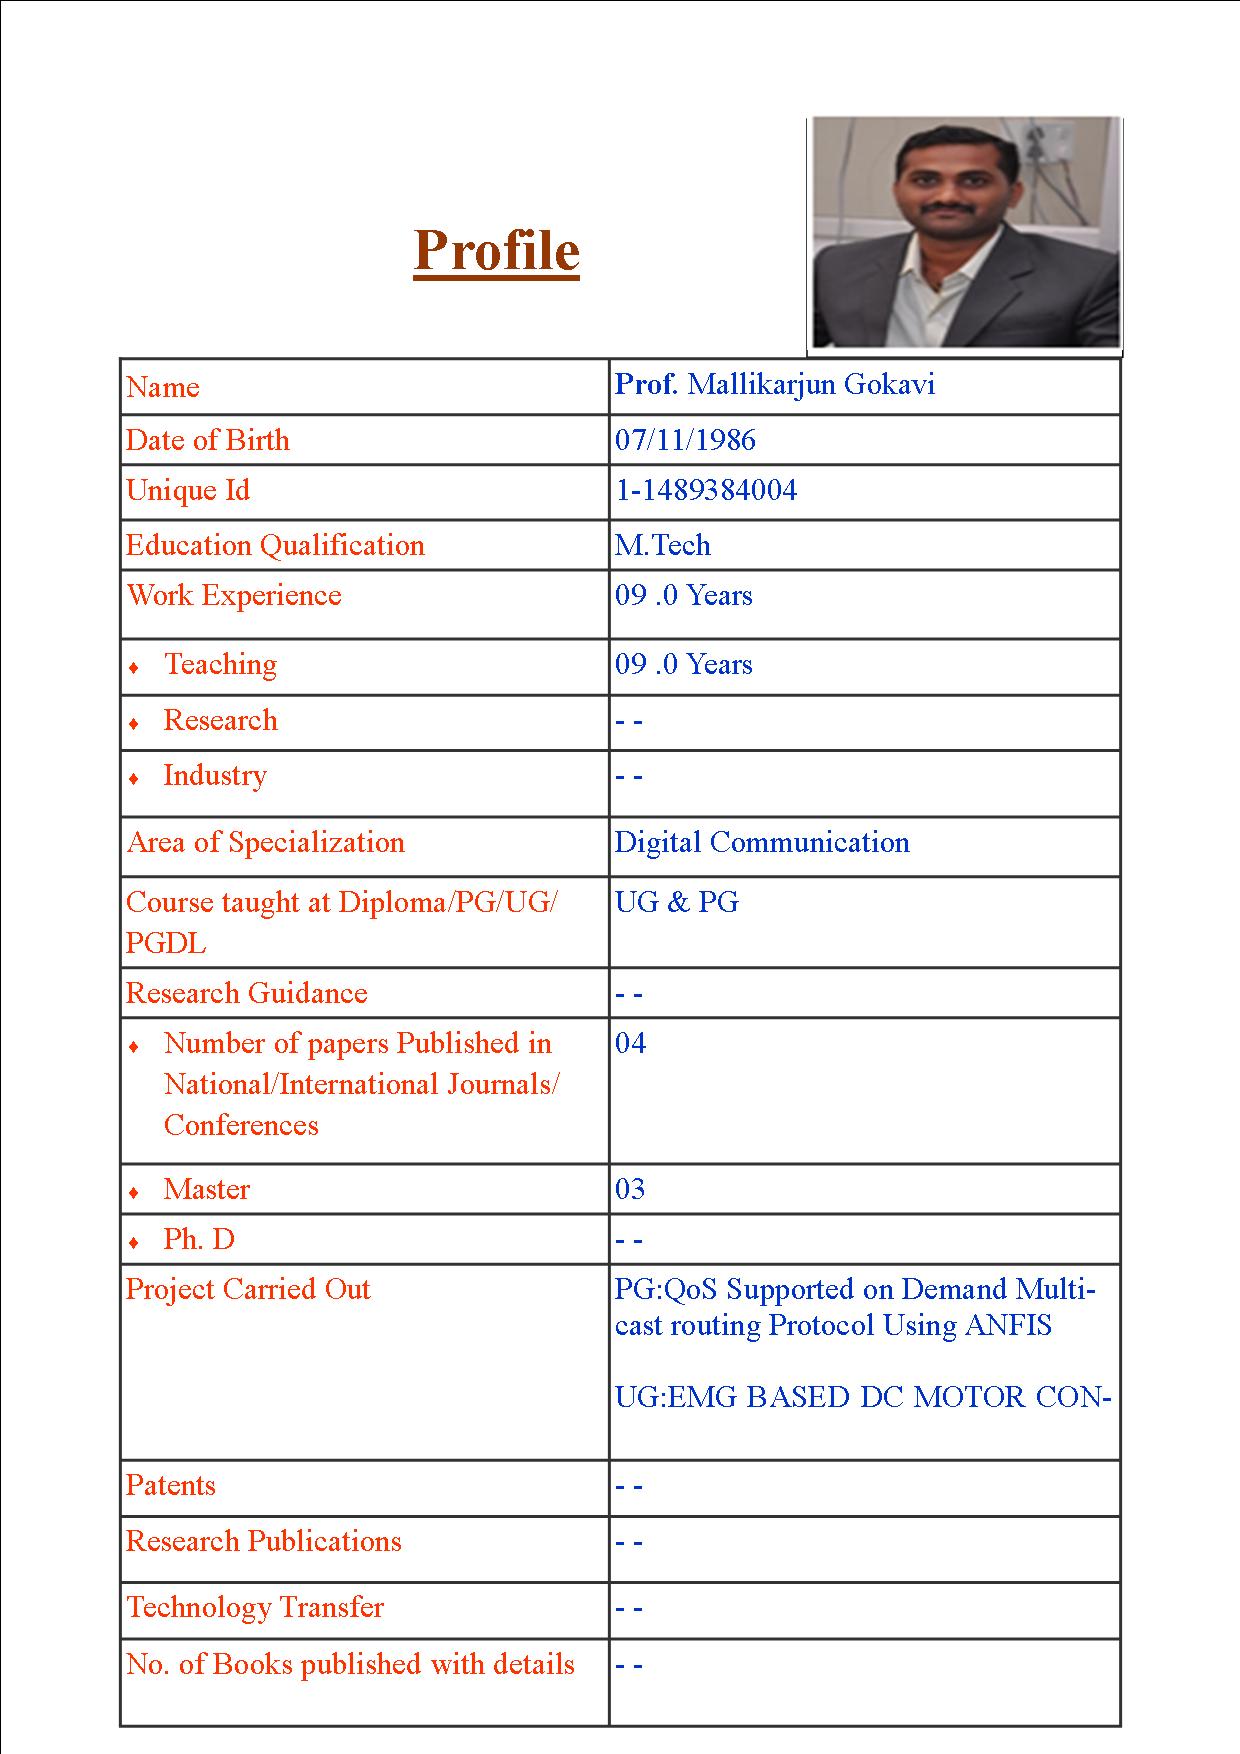 Profile
Name
Prof. Mallikarjun Gokavi
Date of Birth
07/11/1986
Unique Id
1-1489384004
Education Qualification
M.Tech
Work Experience
09 .0 Years
♦ Teaching
09 .0 Years
♦ Research
- -
♦ Industry
- -
Area of Specialization
Digital Communication
Course taught at Diploma/PG/UG/
PGDL
UG & PG
Research Guidance
- -
♦ Number of papers Published in
National/International Journals/
Conferences
04
♦ Master
03
♦ Ph. D
- -
Project Carried Out
PG:QoS Supported on Demand Multi-
cast routing Protocol Using ANFIS
UG:EMG BASED DC MOTOR CON-
Patents
- -
Research Publications
- -
Technology Transfer
- -
No. of Books published with details
- -